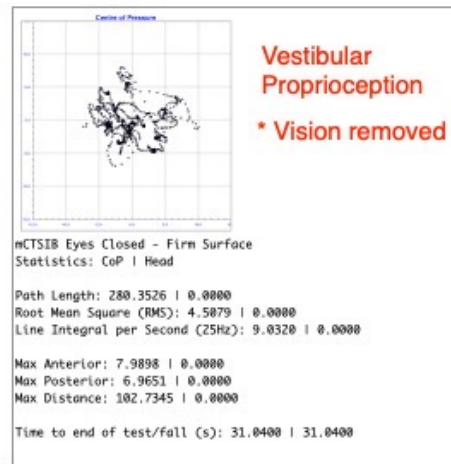 Centre of Pressure
Vestibular
Proprioception
* Vision removed
mCTSIB Eyes Closed - Firm Surface
Statistics: CoP | Head
Path Length: 280.3526 | 0.0000
Root Mean Square (RMS): 4.5079 | 0.0000
Line Integral per Second (25Hz): 9.0320 | 0.0000
Max Anterior: 7.9898 | 0.0000
Max Posterior: 6.9651 | 0.0000
Max Distance: 102.7345 | 0.0000
Time to end of test/fall (s): 31.0400 | 31.0400